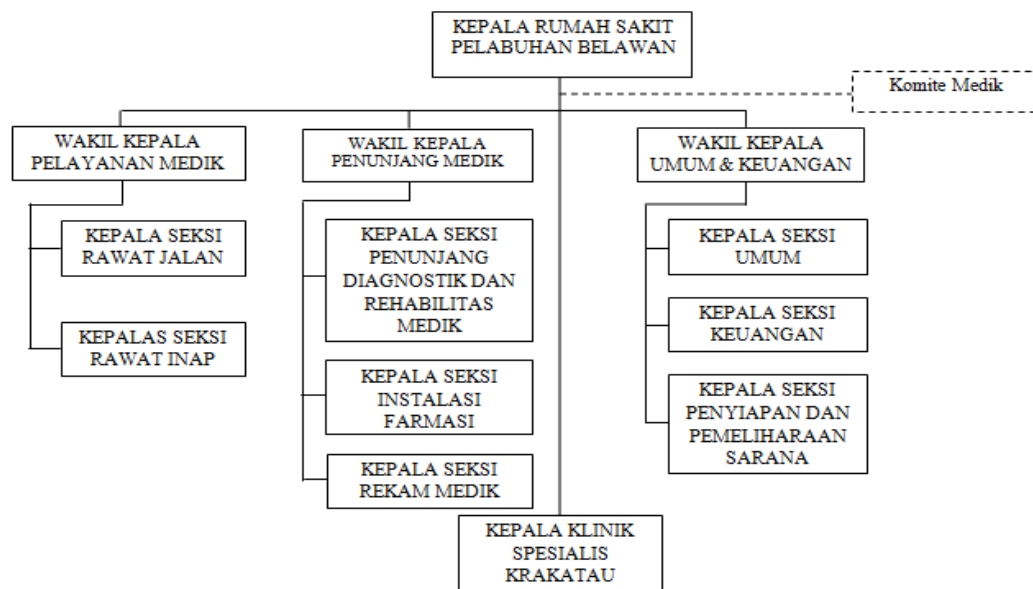 KEPALA RUMAH SAKIT
PELABUHAN BELAWAN
Komite Medik
WAKIL KEPALA
PELAYANAN MEDIK
WAKIL KEPALA
PENUNJANG MEDIK
WAKIL KEPALA
UMUM & KEUANGAN
KEPALA SEKSI
RAWAT JALAN
KEPALAS SEKSI
RAWAT INAP
KEPALA SEKSI
PENUNJANG
DIAGNOSTIK DAN
REHABILITAS
MEDIK
KEPALA SEKSI
INSTALASI
FARMASI
KEPALA SEKSI
REKAM MEDIK
KEPALA SEKSI
UMUM
KEPALA SEKSI
KEUANGAN
KEPALA SEKSI
PENYIAPAN DAN
PEMELIHARAAN
SARANA
KEPALA KLINIK
SPESIALIS
KRAKATAU